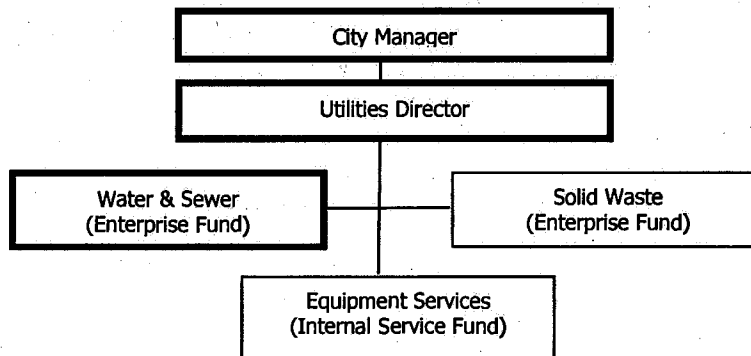 City Manager
Utilities Director
Water & Sewer
(Enterprise Fund)
Solid Waste
(Enterprise Fund)
Equipment Services
(Internal Service Fund)